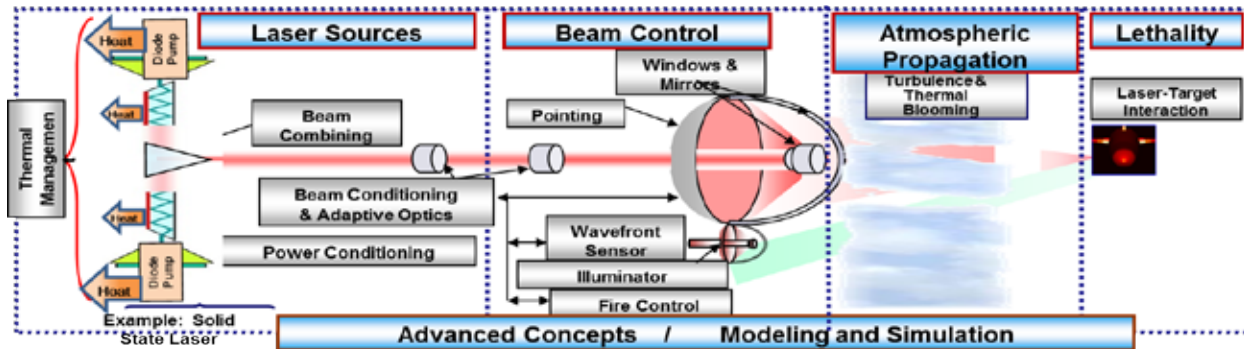 Laser Sources
Beam Control
Atmospheric
Propagation
Lethality
Heat
Diode
Pump
Heat
Thermal
Managemen
Beam
Combining
Beam Conditioning
& Adaptive Optics
Power Conditioning
Heat
Diode
Pump
Heat
Example: Solid
State Laser
Windows &
Mirrors
Pointing
Wavefront
Sensor
Illuminator
Fire Control
Turbulence &
Thermal
Blooming
Laser-Target
Interaction
Advanced Concepts / Modeling and Simulation